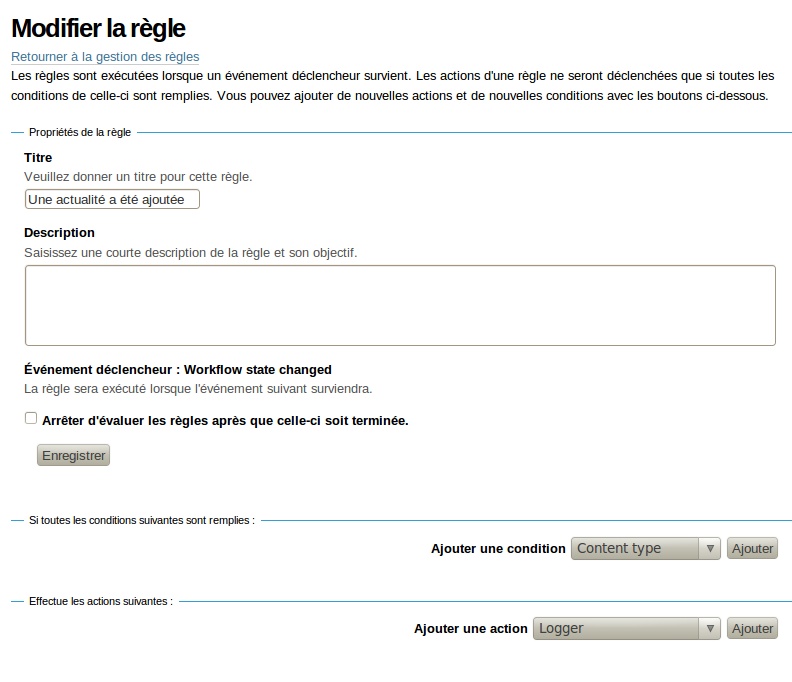 Modifier la règle
Retourner à la gestion des règles
Les règles sont exécutées lorsque un événement déclencheur survient. Les actions d'une règle ne seront déclenchées que si toutes les
conditions de celle-ci sont remplies. Vous pouvez ajouter de nouvelles actions et de nouvelles conditions avec les boutons ci-dessous.
Propriétés de la règle
Titre
Veuillez donner un titre pour cette règle.
Une actualité a été ajoutée
Description
Saisissez une courte description de la règle et son objectif.
Événement déclencheur : Workflow state changed
La règle sera exécuté lorsque l'événement suivant surviendra.
Arrêter d'évaluer les règles après que celle-ci soit terminée.
Enregistrer
Si toutes les conditions suivantes sont remplies :
Ajouter une condition Content type Ajouter
Effectue les actions suivantes :
Ajouter une action Logger Ajouter